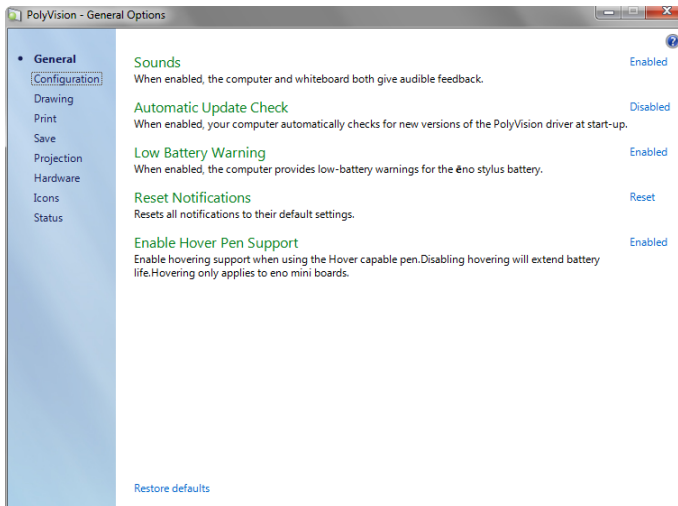 PolyVision - General Options
General
Configuration
Drawing
Print
Save
Projection
Hardware
Icons
Status
Sounds Enabled
When enabled, the computer and whiteboard both give audible feedback.
Automatic Update Check Disabled
When enabled, your computer automatically checks for new versions of the PolyVision driver at start-up.
Low Battery Warning Enabled
When enabled, the computer provides low-battery warnings for the ēno stylus battery.
Reset Notifications Reset
Resets all notifications to their default settings.
Enable Hover Pen Support Enabled
Enable hovering support when using the Hover capable pen.Disabling hovering will extend battery
life.Hovering only applies to eno mini boards.
Restore defaults